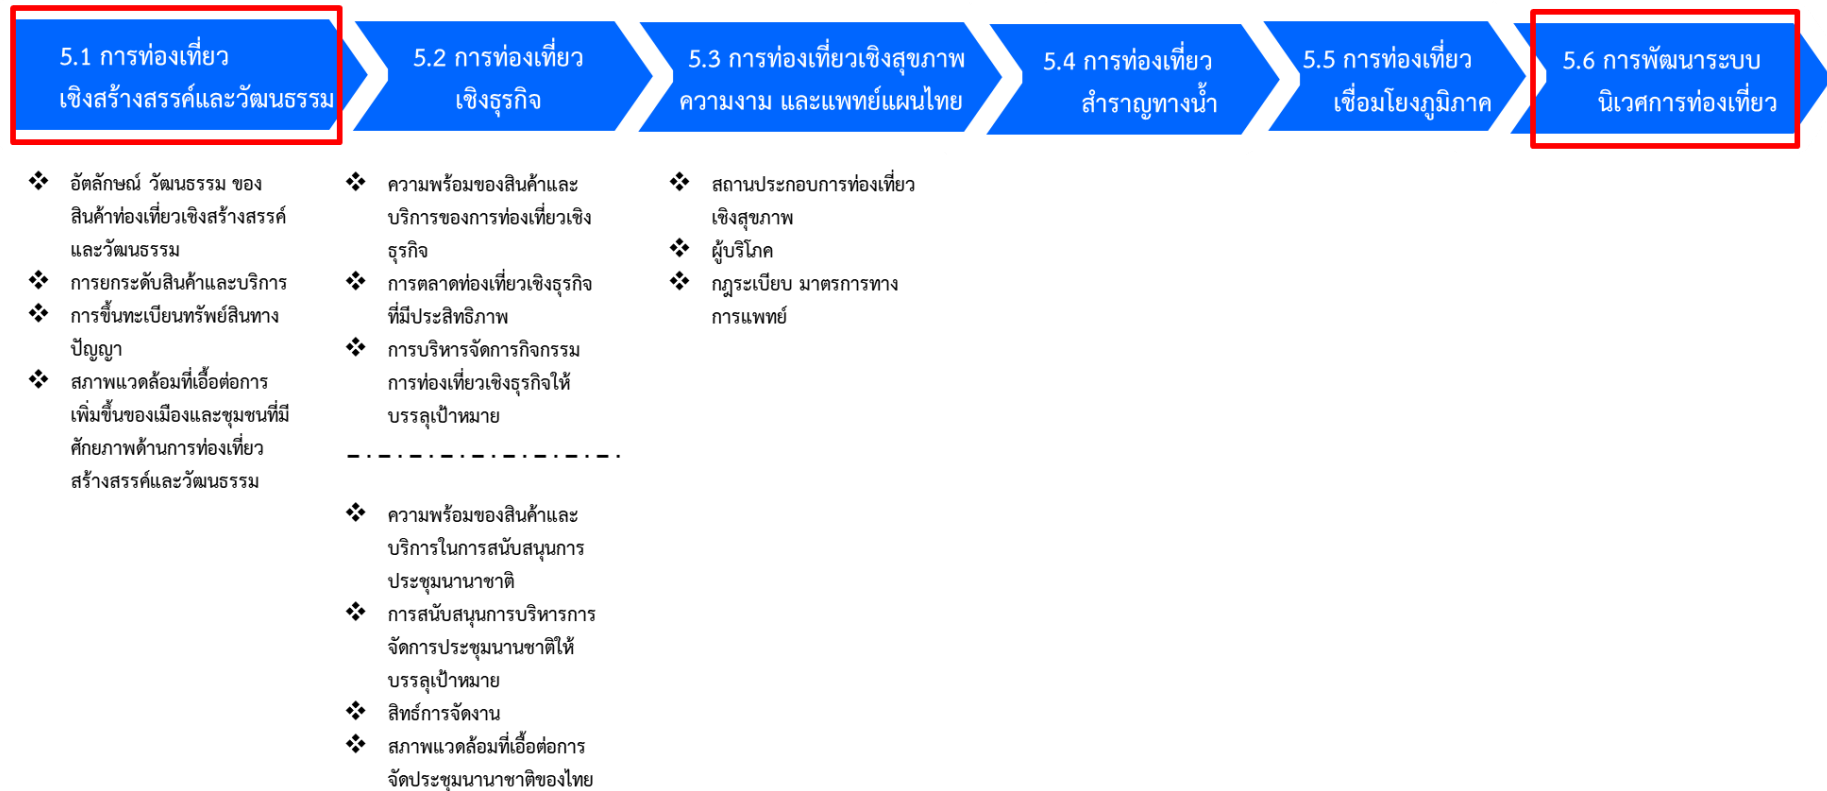 5.1 การท่องเที่ยว
เชิงสร้างสรรค์และวัฒนธรรม
5.2 การท่องเที่ยว
เชิงธุรกิจ
5.3 การท่องเที่ยวเชิงสุขภาพ
ความงาม และแพทย์แผนไทย
5.4 การท่องเที่ยว
สำราญทางน้ำ
5.5 การท่องเที่ยว
เชื่อมโยงภูมิภาค
5.6 การพัฒนาระบบ
นิเวศการท่องเที่ยว
❖ อัตลักษณ์ วัฒนธรรม ของ
สินค้าท่องเที่ยวเชิงสร้างสรรค์
และวัฒนธรรม
❖ การยกระดับสินค้าและบริการ
❖ การขึ้นทะเบียนทรัพย์สินทาง
ปัญญา
❖ สภาพแวดล้อมที่เอื้อต่อการ
เพิ่มขึ้นของเมืองและชุมชนที่มี
ศักยภาพด้านการท่องเที่ยว
สร้างสรรค์และวัฒนธรรม
❖ ความพร้อมของสินค้าและ
บริการของการท่องเที่ยวเชิง
ธุรกิจ
❖ การตลาดท่องเที่ยวเชิงธุรกิจ
ที่มีประสิทธิภาพ
❖ การบริหารจัดการกิจกรรม
การท่องเที่ยวเชิงธุรกิจให้
บรรลุเป้าหมาย
❖ ความพร้อมของสินค้าและ
บริการในการสนับสนุนการ
ประชุมนานาชาติ
❖ การสนับสนุนการบริหารการ
จัดการประชุมนานชาติให้
บรรลุเป้าหมาย
❖ สิทธ์การจัดงาน
❖ สภาพแวดล้อมที่เอื้อต่อการ
จัดประชุมนานาชาติของไทย
❖ สถานประกอบการท่องเที่ยว
เชิงสุขภาพ
❖ ผู้บริโภค
❖ กฎระเบียบ มาตรการทาง
การแพทย์